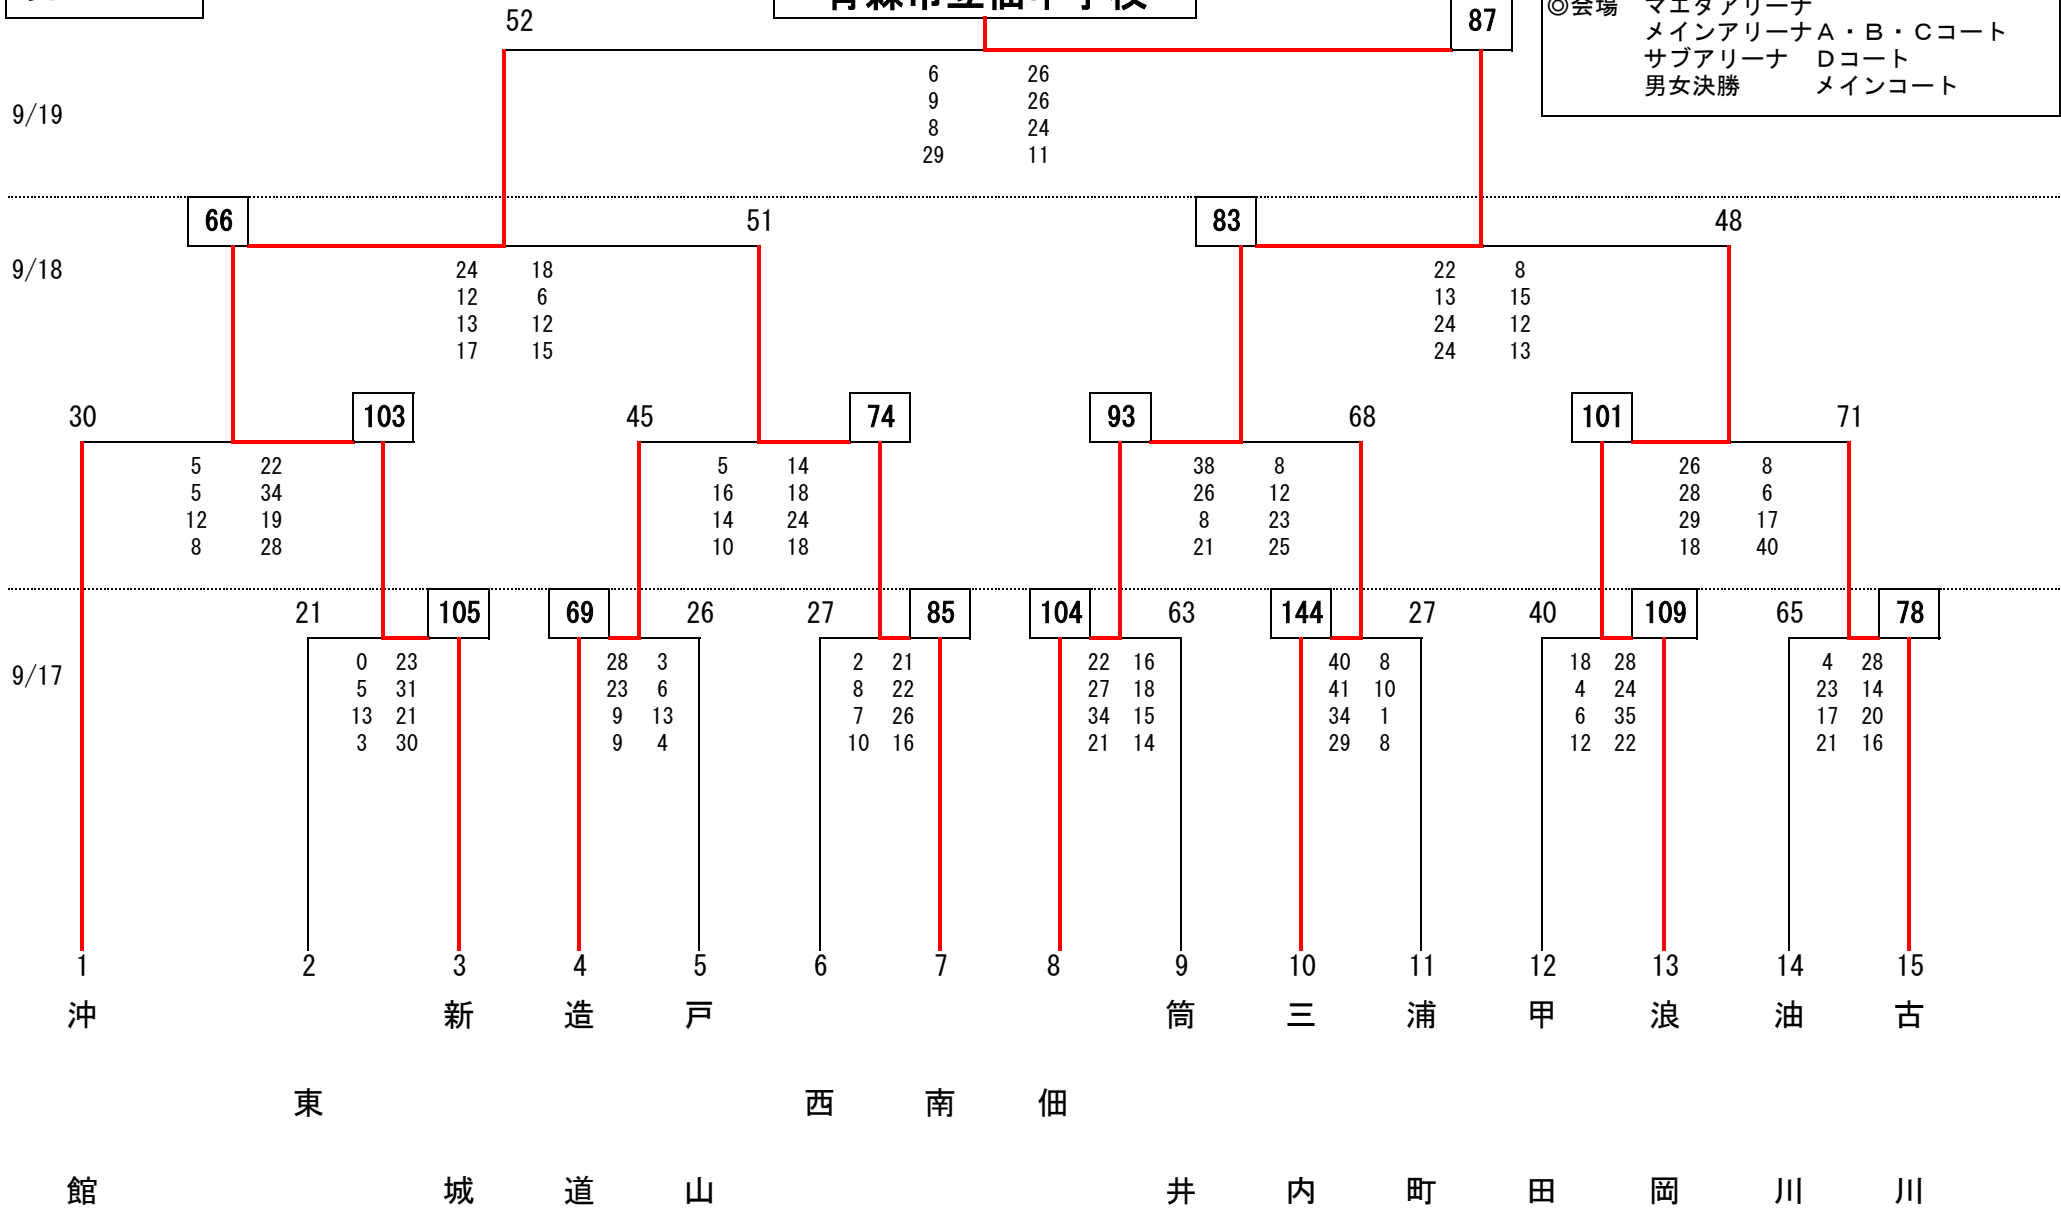 青森市立佃中学校
◎会場　マエダアリーナ
メインアリーナＡ・Ｂ・Ｃコート
サブアリーナ　Ｄコート
男女決勝　メインコート
52 87
6 26
9 26
8 24
29 11
9/19
66 51 83 48
9/18
24 18 22 8
12 6 13 15
13 12 24 12
17 15 24 13
30 103 45 74 93 68 101 71
5 22 5 14 38 8 26 8
5 34 16 18 26 12 28 6
12 19 14 24 8 23 29 17
8 28 10 18 21 25 18 40
21 105 69 26 27 85 104 63 144 27 40 109 65 78
9/17
0 23 28 3 2 21 22 16 40 8 18 28 4 28
5 31 23 6 8 22 27 18 41 10 4 24 23 14
13 21 9 13 7 26 34 15 34 1 6 35 17 20
3 30 9 4 10 16 21 14 29 8 12 22 21 16
1 2 3 4 5 6 7 8 9 10 11 12 13 14 15
沖館
東
新城
造道
戸山
西
南
佃
筒井
三内
浦町
甲田
浪岡
油川
古川